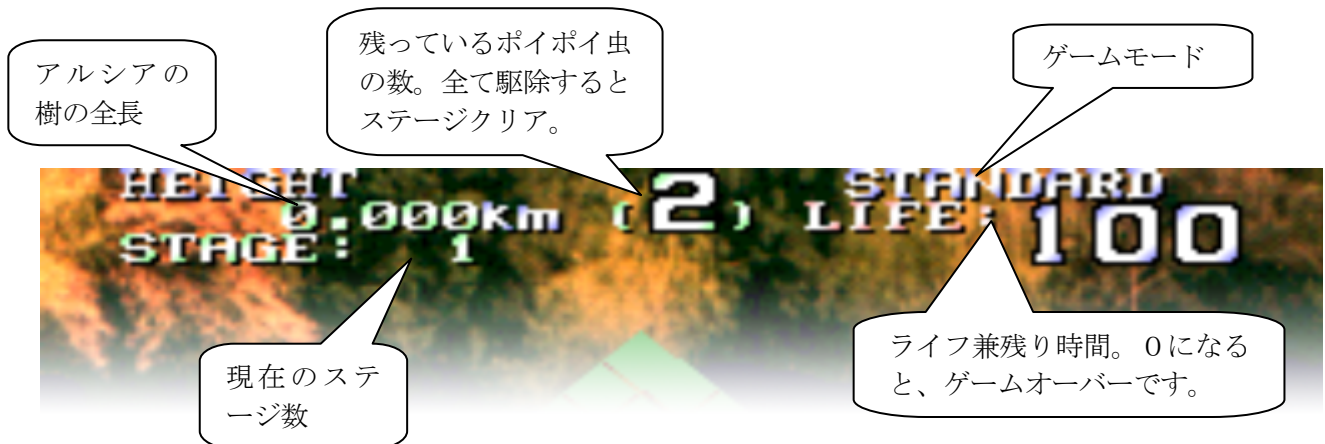 アルシアの
樹の全長
残っているポイポイ虫
の数。全て駆除すると
ステージクリア。
ゲームモード
HEIGHT
0.000Km
STAGE: 1
(2)
STANDARD
LIFE: 100
現在のステ
ージ数
ライフ兼残り時間。０になる
と、ゲームオーバーです。